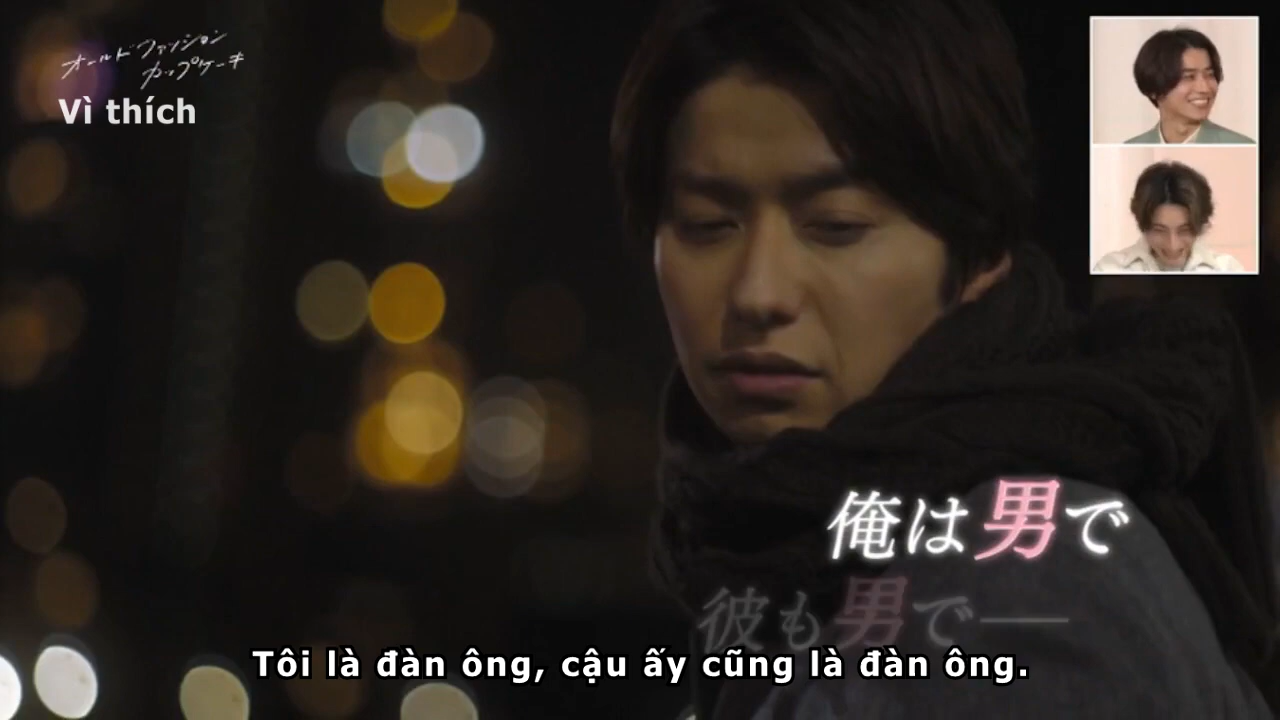 オールドファッション
カップケーキ
Vì thích
俺は男で
彼も男で──
Tôi là đàn ông, cậu ấy cũng là đàn ông.